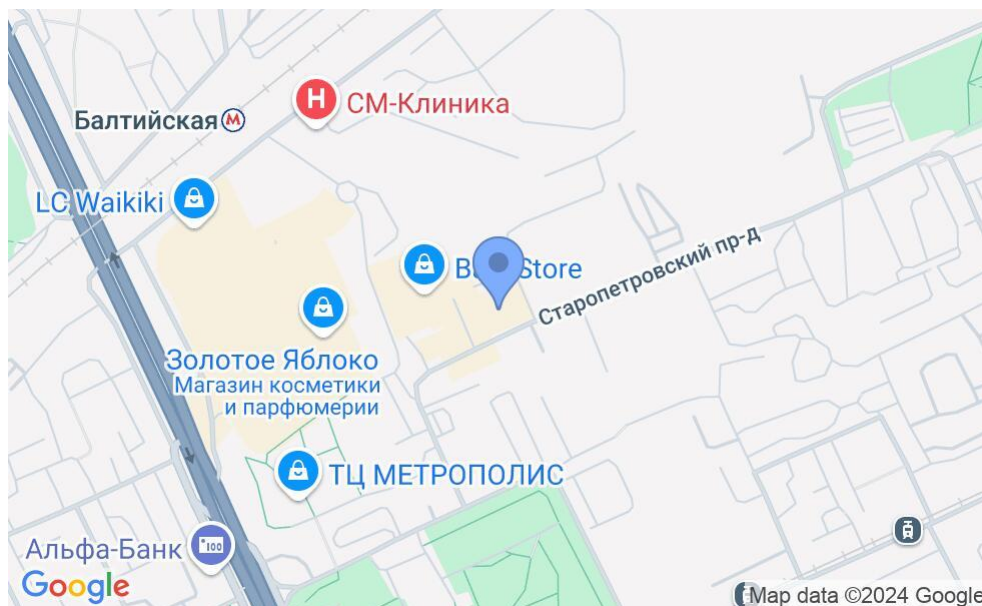 СМ-Клиника
Балтийская
LC Waikiki
Store
Старопетровский пр-д
Золотое Яблоко
Магазин косметики
и парфюмерии
ТЦ МЕТРОПОЛИС
Альфа-Банк
Google
Map data ©2024 Google